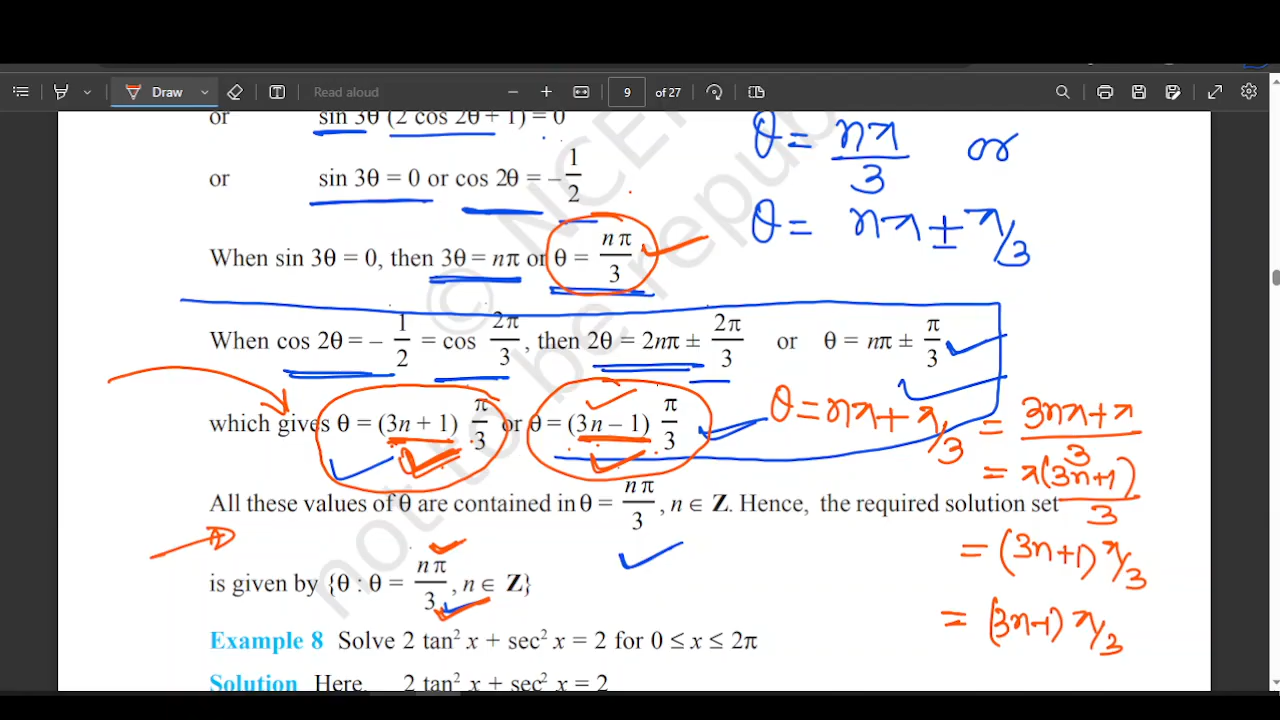 Draw
Read aloud
9 of 27
or sin 3θ (2 cos 2θ + 1) = 0
or sin 3θ = 0 or cos 2θ = – 1/2
When sin 3θ = 0, then 3θ = nπ or θ = nπ/3
When cos 2θ = – 1/2 = cos 2π/3, then 2θ = 2nπ ± 2π/3 or θ = nπ ± π/3
which gives θ = (3n + 1) π/3 or θ = (3n – 1) π/3
All these values of θ are contained in θ = nπ/3, n ∈ Z. Hence, the required solution set
is given by {θ : θ = nπ/3, n ∈ Z}
Example 8 Solve 2 tan² x + sec² x = 2 for 0 ≤ x ≤ 2π
Solution Here, 2 tan² x + sec² x = 2
θ = nπ/3 or
θ = nπ ± π/3
θ = nπ + π/3 = 3nπ + π/3
= π(3n+1)/3
= (3n+1) π/3
= (3n-1) π/3
© NCE
not to be repub